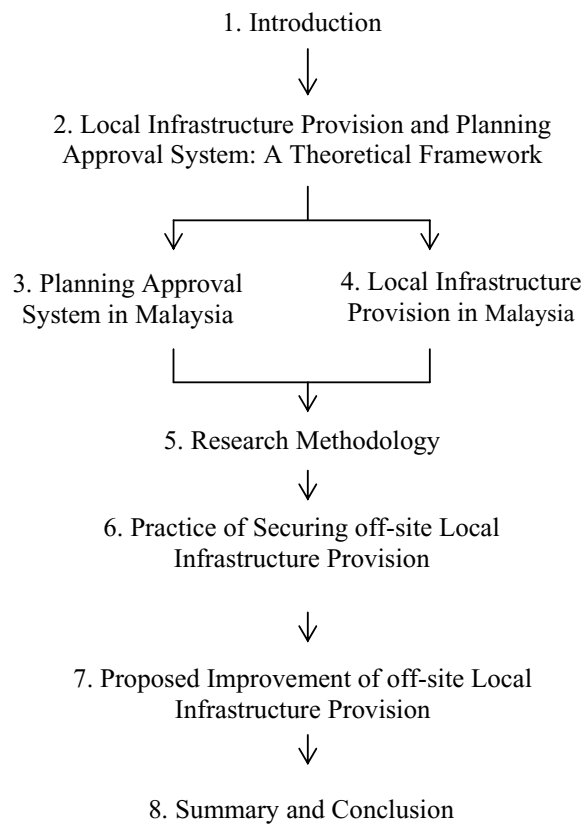 1. Introduction
2. Local Infrastructure Provision and Planning
Approval System: A Theoretical Framework
3. Planning Approval
System in Malaysia
4. Local Infrastructure
Provision in Malaysia
5. Research Methodology
6. Practice of Securing off-site Local
Infrastructure Provision
7. Proposed Improvement of off-site Local
Infrastructure Provision
8. Summary and Conclusion